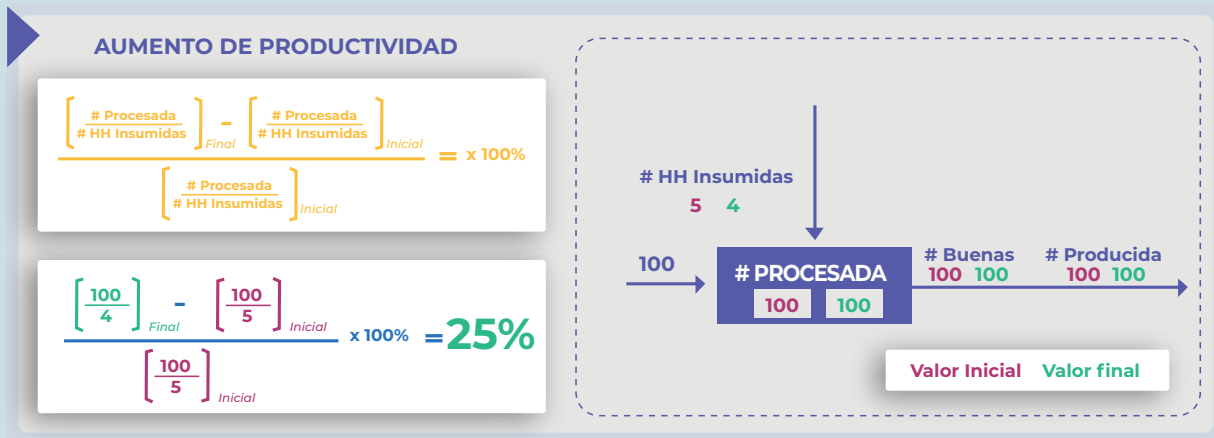 AUMENTO DE PRODUCTIVIDAD
# Procesada # Procesada
# HH Insumidas - # HH Insumidas
Final Inicial
= x 100%
# Procesada
# HH Insumidas
Inicial
100 100
4 - 5
Final Inicial
x 100% = 25%
100
5
Inicial
# HH Insumidas
5 4
100
# PROCESADA
100 100
# Buenas # Producida
100 100 100 100
Valor Inicial Valor final